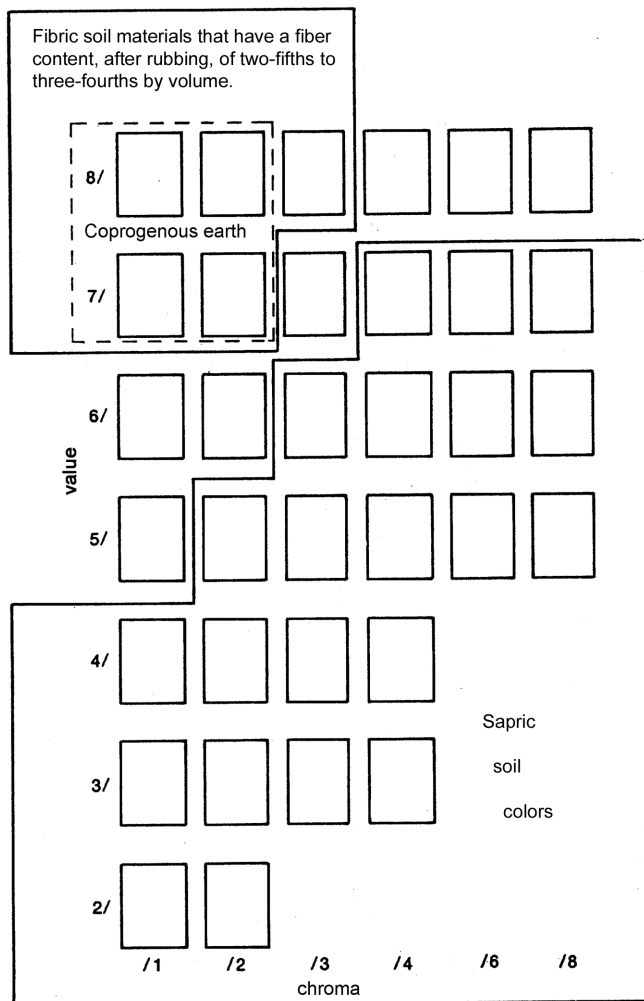 Fibric soil materials that have a fiber
content, after rubbing, of two-fifths to
three-fourths by volume.
8/
Coprogenous earth
7/
6/
value
5/
4/
Sapric
3/
soil
colors
2/
/1 /2 /3 /4 /6 /8
chroma